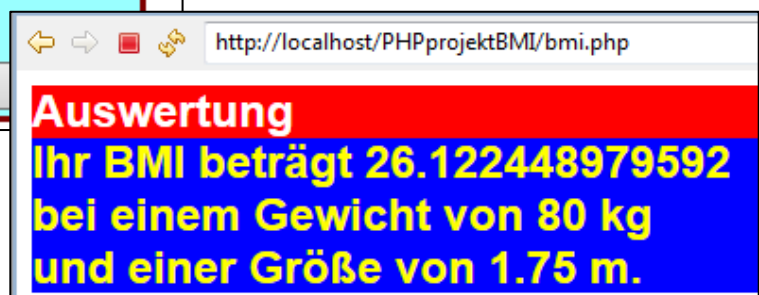 http://localhost/PHPprojektBMI/bmi.php
Auswertung
Ihr BMI beträgt 26.122448979592
bei einem Gewicht von 80 kg
und einer Größe von 1.75 m.